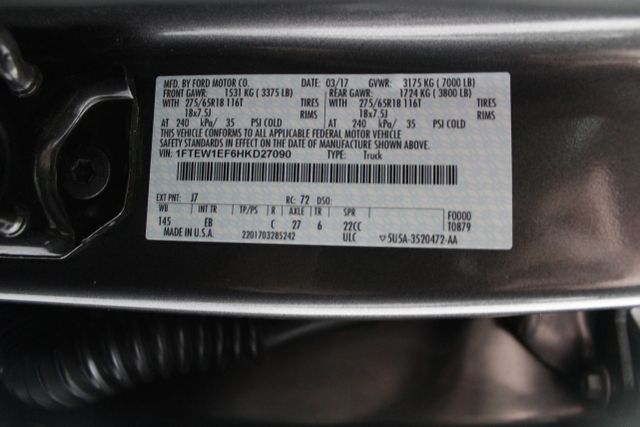 MFD. BY FORD MOTOR CO. DATE: 03/17 GVWR: 3175 KG ( 7000 LB)
FRONT GAWR: 1531 KG ( 3375 LB) REAR GAWR: 1724 KG ( 3800 LB)
WITH 275/65R18 116T TIRES WITH 275/65R18 116T TIRES
18x7.5J RIMS 18x7.5J RIMS
AT 240 kPa/ 35 PSI COLD AT 240 kPa/ 35 PSI COLD
THIS VEHICLE CONFORMS TO ALL APPLICABLE FEDERAL MOTOR VEHICLE
SAFETY STANDARDS IN EFFECT ON THE DATE OF MANUFACTURE SHOWN ABOVE.
VIN: 1FTEW1EF6HKD27090 TYPE: Truck
EXT PNT: J7 RC: 72 DSO:
WB INT TR TP/PS R AXLE TR SPR F0000
145 EB C 27 6 22CC T0879
MADE IN U.S.A. 2201703285242 ULC 5U5A-3520472-AA